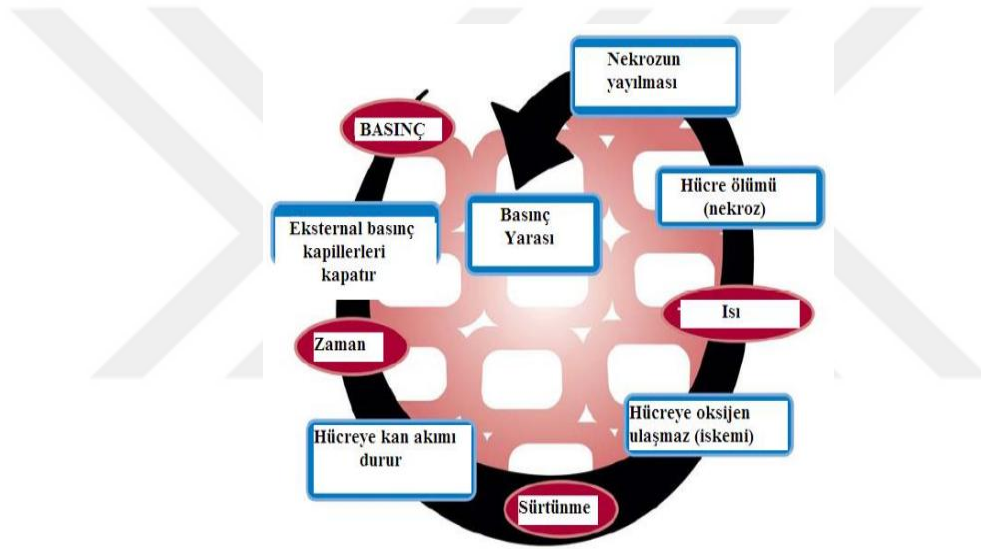 BASINÇ
Eksternal basınç
kapillerleri
kapatır
Zaman
Hücreye kan akımı
durur
Sürtünme
Hücreye oksijen
ulaşmaz (iskemi)
Isı
Hücre ölümü
(nekroz)
Nekrozun
yayılması
Basınç
Yarası